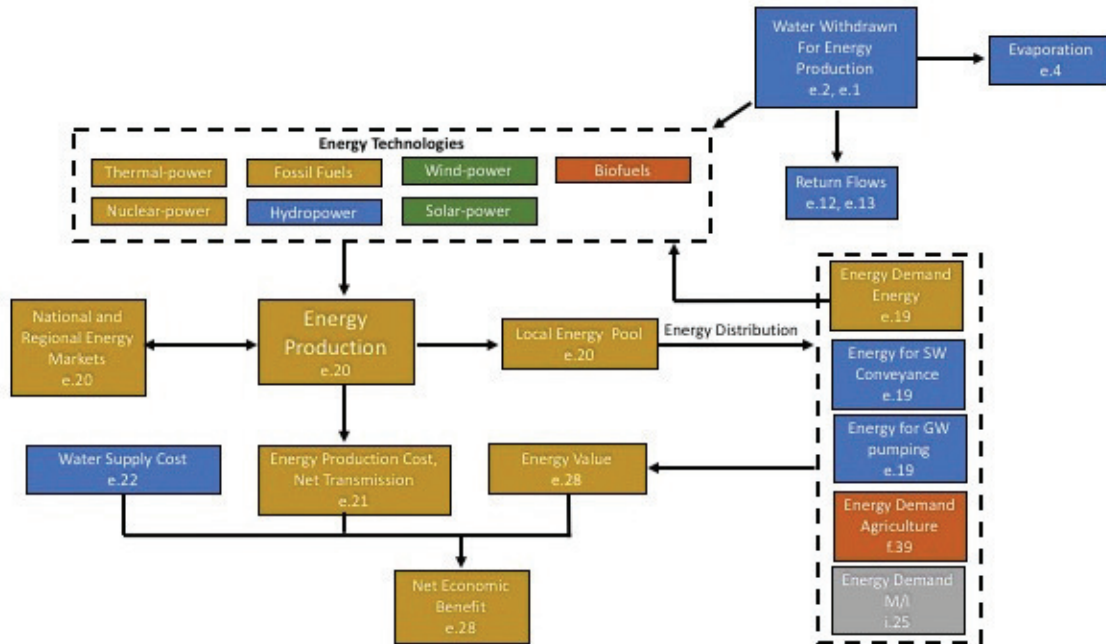 Water Withdrawn
For Energy
Production
e.2, e.1
Evaporation
e.4
Energy Technologies
Thermal-power
Fossil Fuels
Wind-power
Biofuels
Nuclear-power
Hydropower
Solar-power
Return Flows
e.12, e.13
National and
Regional Energy
Markets
e.20
Energy
Production
e.20
Local Energy Pool
e.20
Energy Distribution
Energy Demand
Energy
e.19
Energy for SW
Conveyance
e.19
Energy for GW
pumping
e.19
Energy Demand
Agriculture
f.39
Energy Demand
M/I
i.25
Water Supply Cost
e.22
Energy Production Cost,
Net Transmission
e.21
Energy Value
e.28
Net Economic
Benefit
e.28